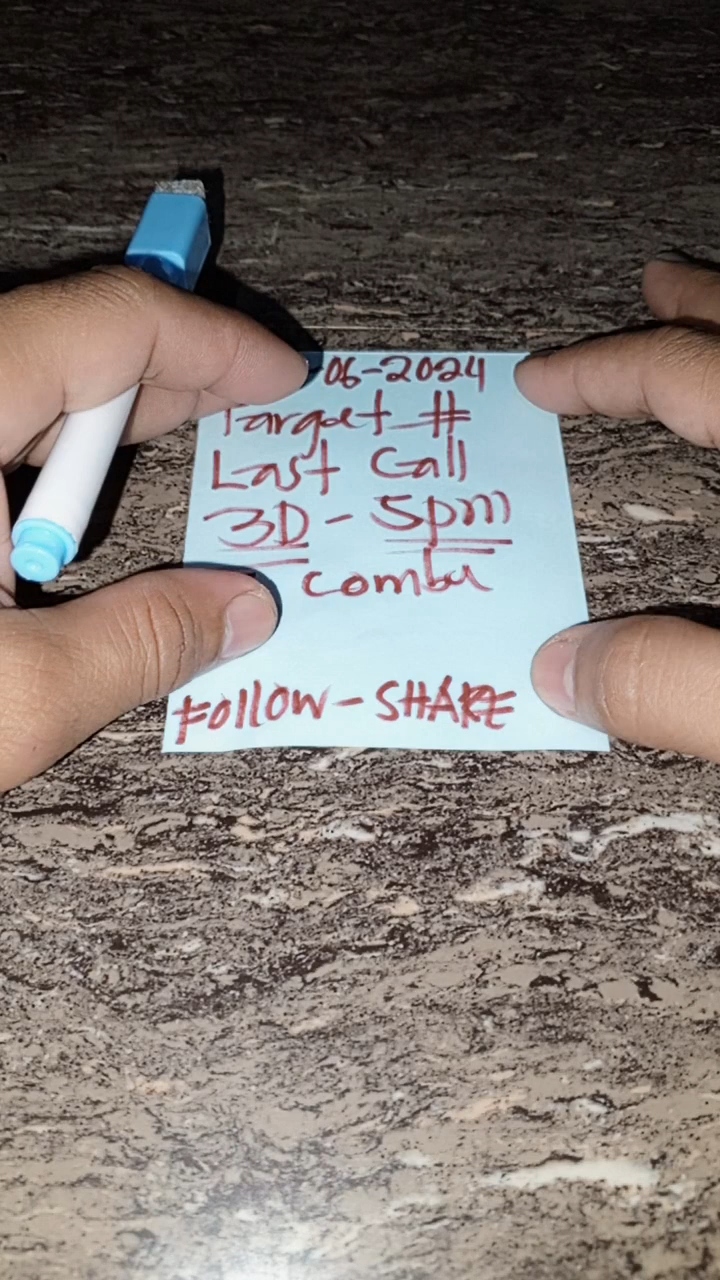 06-2024
Target #
Last Call
3D - 5pm
combu
Follow - SHARE